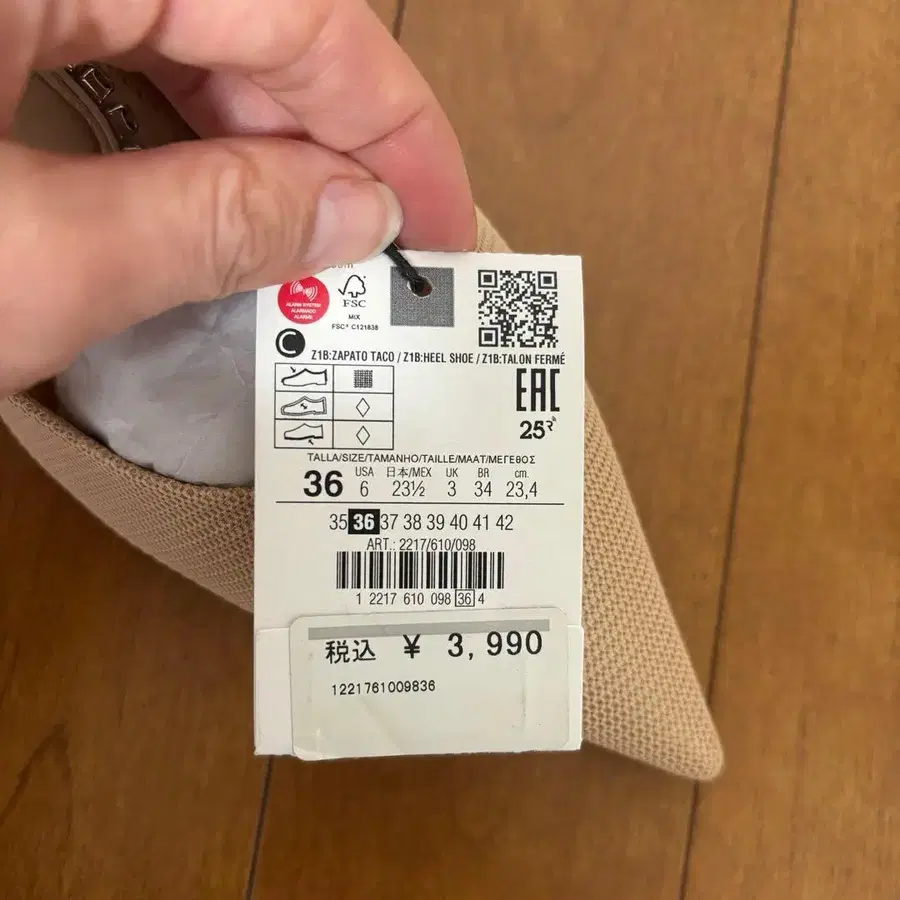 ALARM SYSTEM
ALARMADO
ALARME
FSC
MIX
FSC® C121838
C
Z1B:ZAPATO TACO / Z1B:HEEL SHOE / Z1B:TALON FERMÉ
EAC
25
TALLA/SIZE/TAMANHO/TAILLE/MAAT/ΜΕΓΕΘΟΣ
USA 日本/MEX UK BR cm.
36 6 23½ 3 34 23,4
35 36 37 38 39 40 41 42
ART.: 2217/610/098
1 2217 610 098 36 4
税込 ¥ 3,990
1221761009836